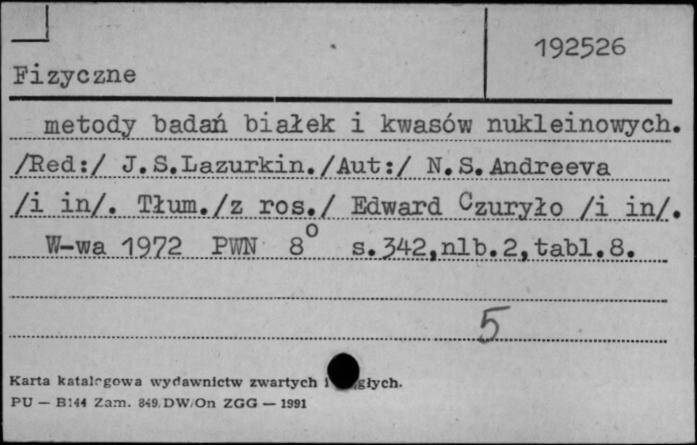 192526
Fizyczne
metody badań białek i kwasów nukleinowych.
/Red:/ J.S.Lazurkin./Aut:/ N.S.Andreeva
/i in/. Tłum./z ros./ Edward Czuryło /i in/.
W-wa 1972 PWN 8° s.342,nlb.2,tabl.8.
5
Karta katalogowa wydawnictw zwartych i
PU — B144 Zam. 849.DW/On ZGG — 1991